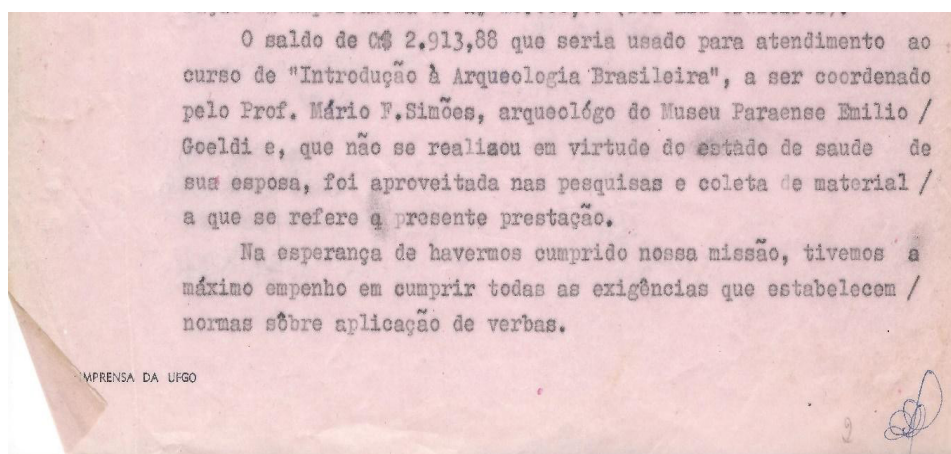 O saldo de Cr$ 2.913,88 que seria usado para atendimento ao
curso de "Introdução à Arqueologia Brasileira", a ser coordenado
pelo Prof. Mário F.Simões, arqueológo do Museu Paraense Emilio /
Goeldi e, que não se realizou em virtude do estado de saude de
sua esposa, foi aproveitada nas pesquisas e coleta de material /
a que se refere a presente prestação.
Na esperança de havermos cumprido nossa missão, tivemos a
máximo empenho em cumprir todas as exigências que estabelecem /
normas sôbre aplicação de verbas.
IMPRENSA DA UFGO